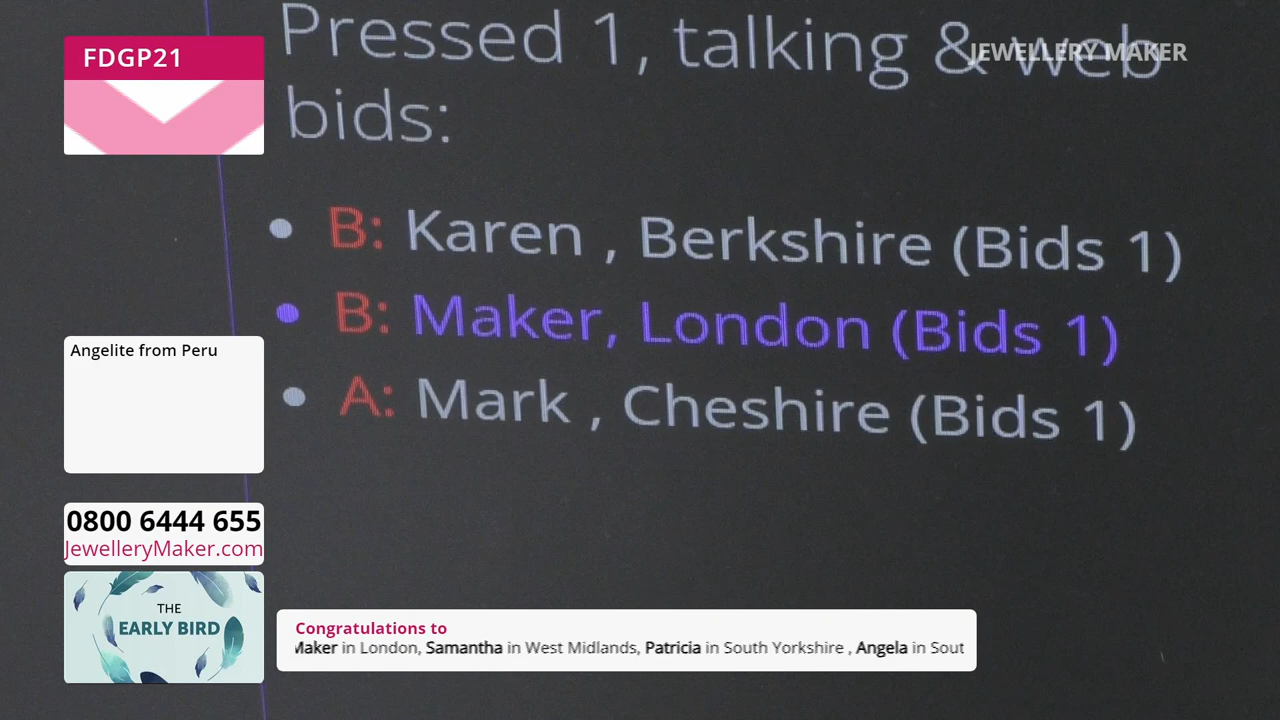 FDGP21
JEWELLERY MAKER
Pressed 1, talking & web
bids:
• B: Karen , Berkshire (Bids 1)
• B: Maker, London (Bids 1)
• A: Mark , Cheshire (Bids 1)
Angelite from Peru
0800 6444 655
JewelleryMaker.com
THE
EARLY BIRD
Congratulations to
Maker in London, Samantha in West Midlands, Patricia in South Yorkshire , Angela in Sout